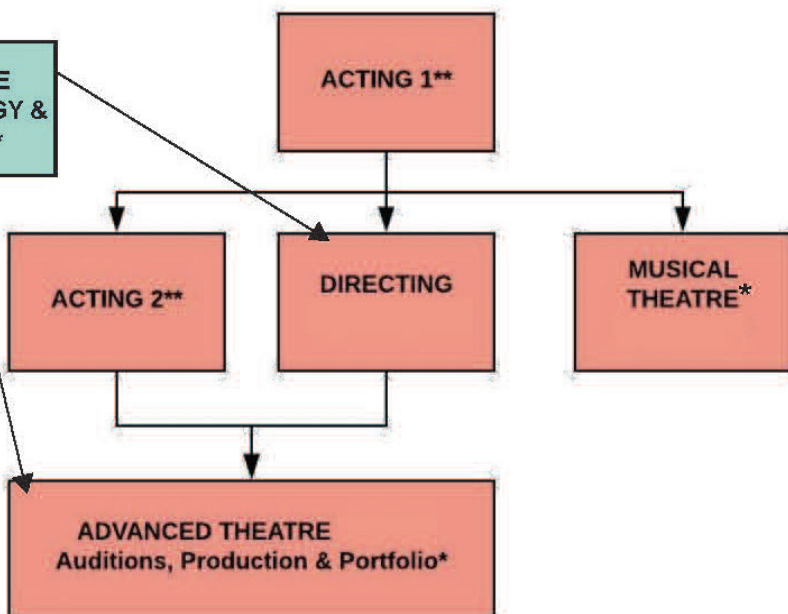 ACTING 1**
GY &
ACTING 2**
DIRECTING
MUSICAL
THEATRE*
ADVANCED THEATRE
Auditions, Production & Portfolio*